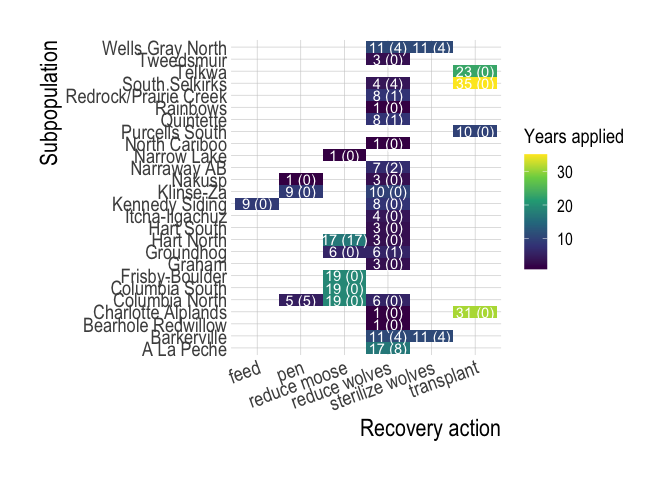 Subpopulation
Wells Gray North 11 (4) 11 (4)
Tweedsmuir 3 (0)
Telkwa 23 (0)
South Selkirks 4 (4) 35 (0)
Redrock/Prairie Creek 8 (1)
Rainbows 1 (0)
Quintette 8 (1)
Purcells South 10 (0)
North Cariboo 1 (0)
Narrow Lake 1 (0)
Narraway AB 7 (2)
Nakusp 1 (0) 3 (0)
Klinse-Za 9 (0) 10 (0)
Kennedy Siding 9 (0) 8 (0)
Itcha-Ilgachuz 4 (0)
Hart South 3 (0)
Hart North 17 (17) 3 (0)
Groundhog 6 (0) 6 (1)
Graham 3 (0)
Frisby-Boulder 19 (0)
Columbia South 19 (0)
Columbia North 5 (5) 19 (0) 6 (0)
Charlotte Alplands 1 (0) 31 (0)
Bearhole Redwillow 1 (0)
Barkerville 11 (4) 11 (4)
A La Peche 17 (8)
feed pen reduce moose reduce wolves sterilize wolves transplant
Recovery action
Years applied
30
20
10